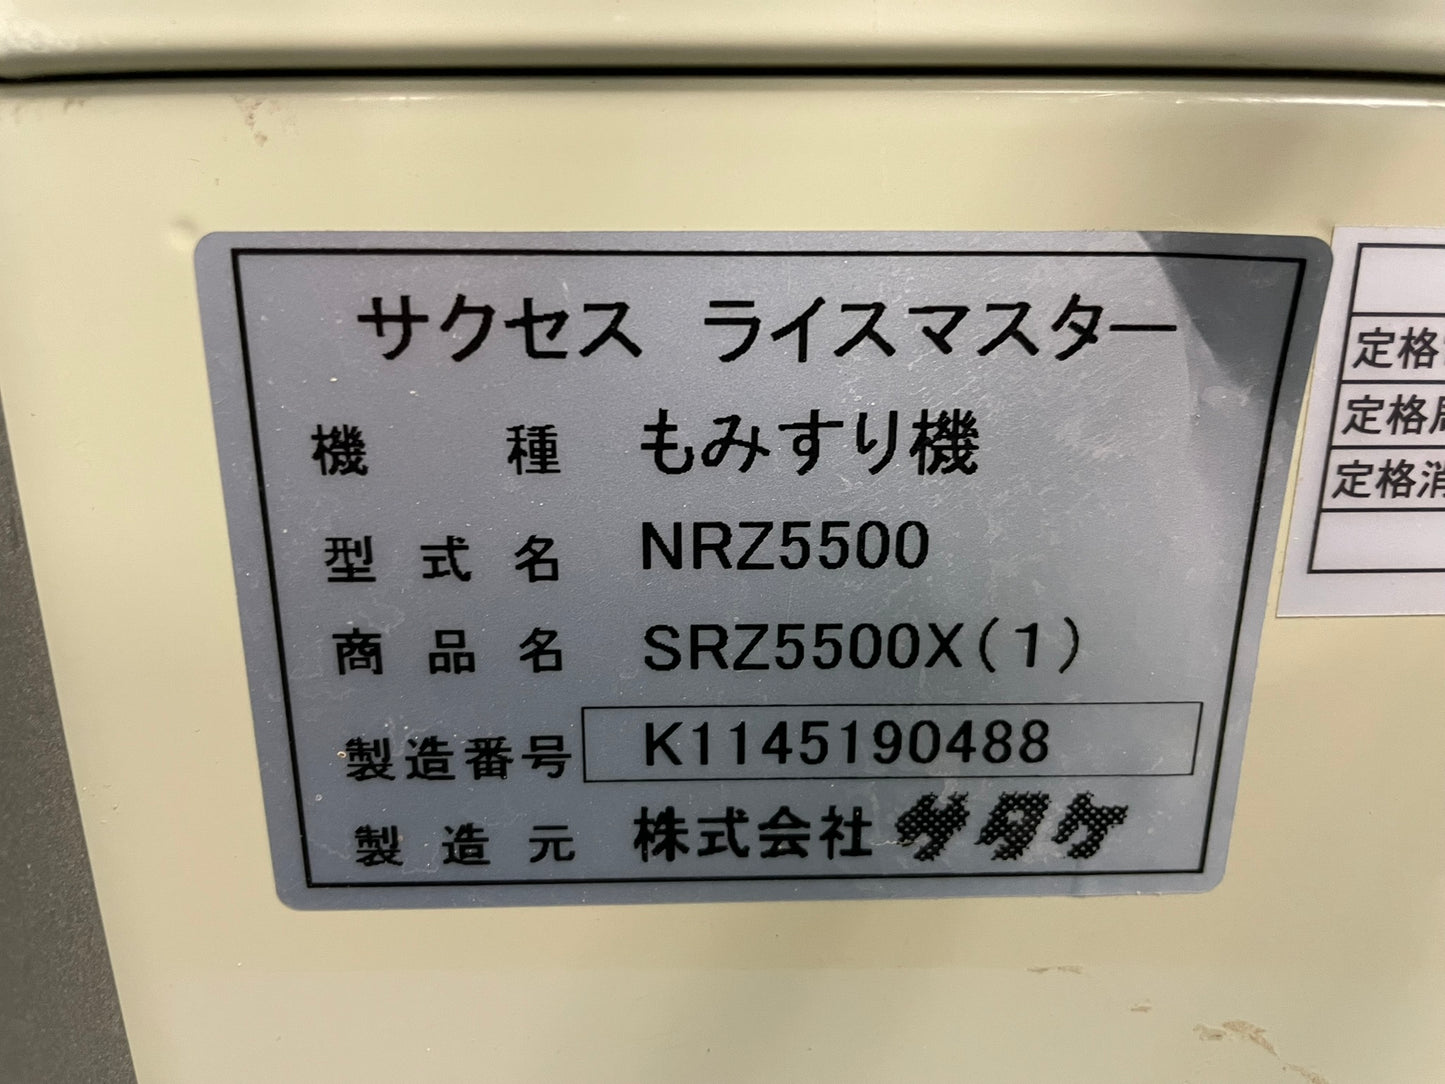 サクセス ライスマスター
機種 もみすり機
型式名 NRZ5500
商品名 SRZ5500X(1)
製造番号 K1145190488
製造元 株式会社サタケ
定格
定格
定格消